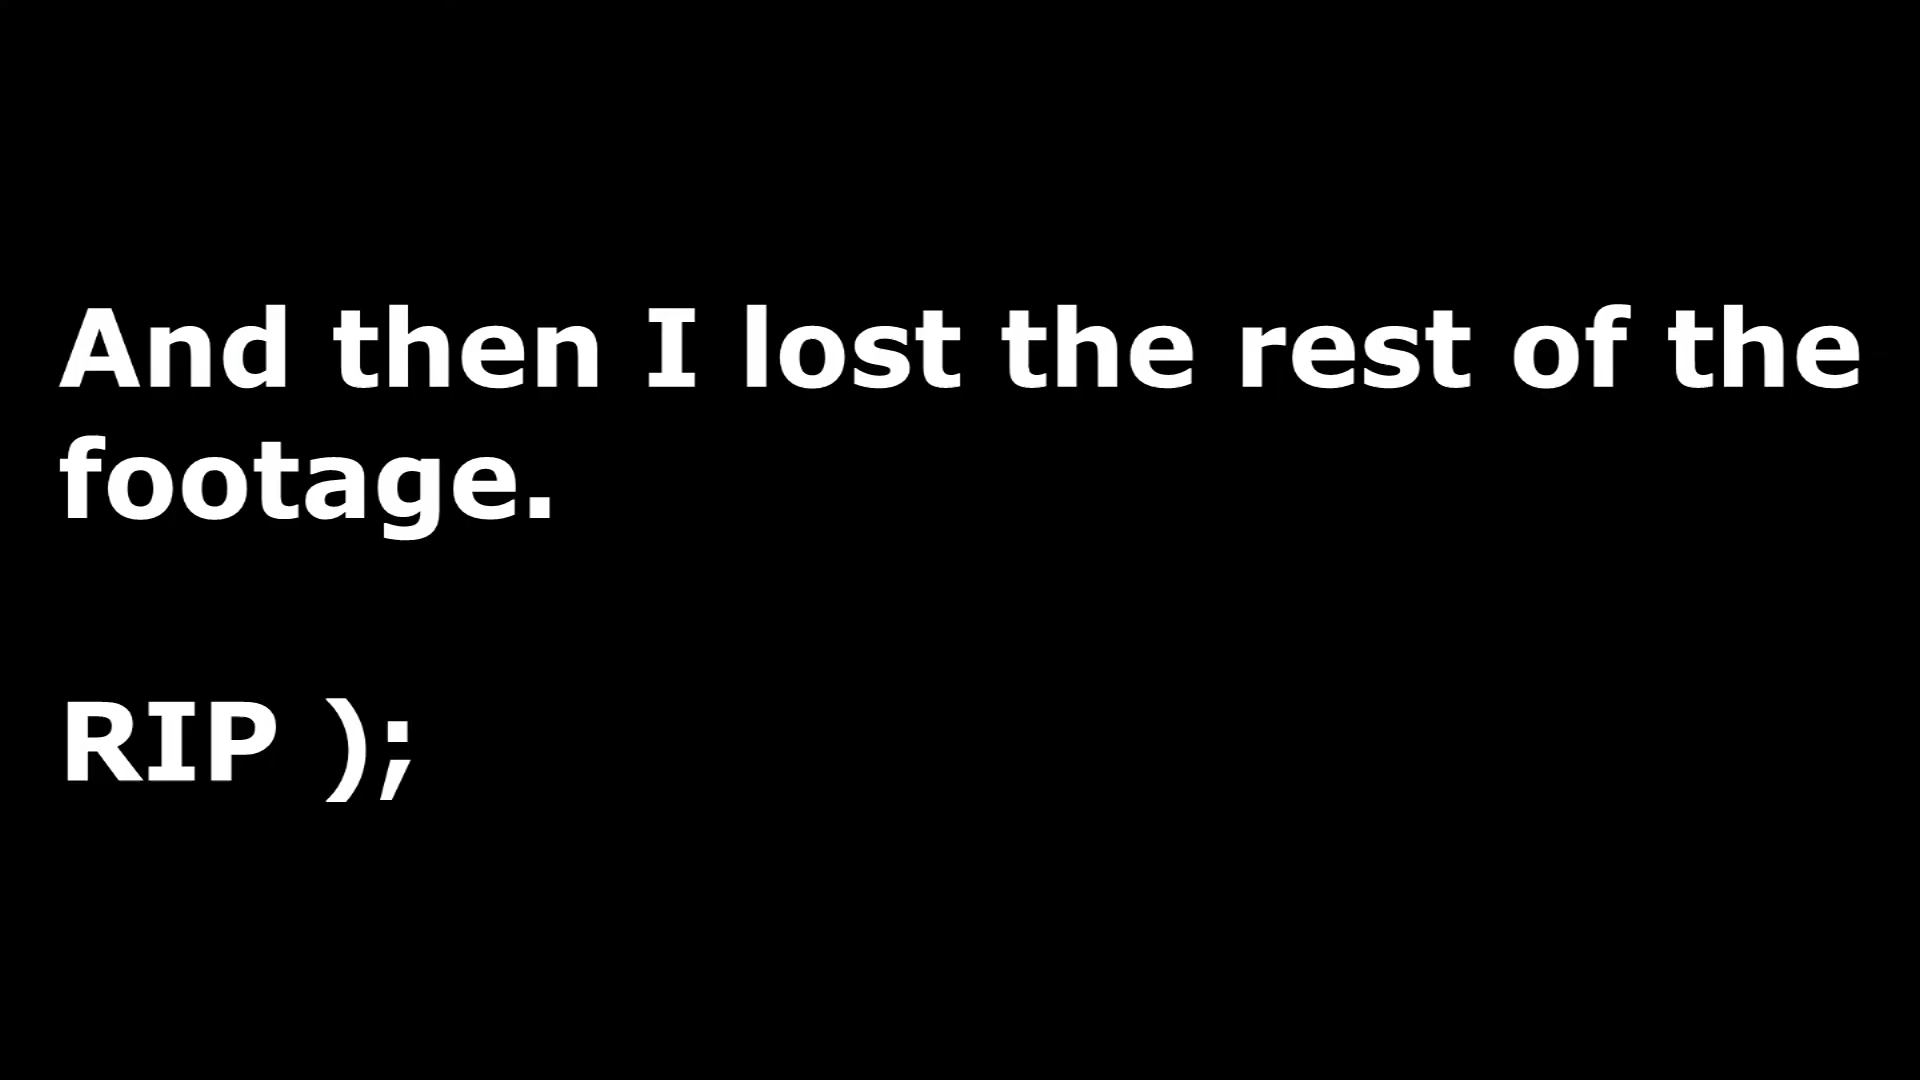 And then I lost the rest of the
footage.
RIP );